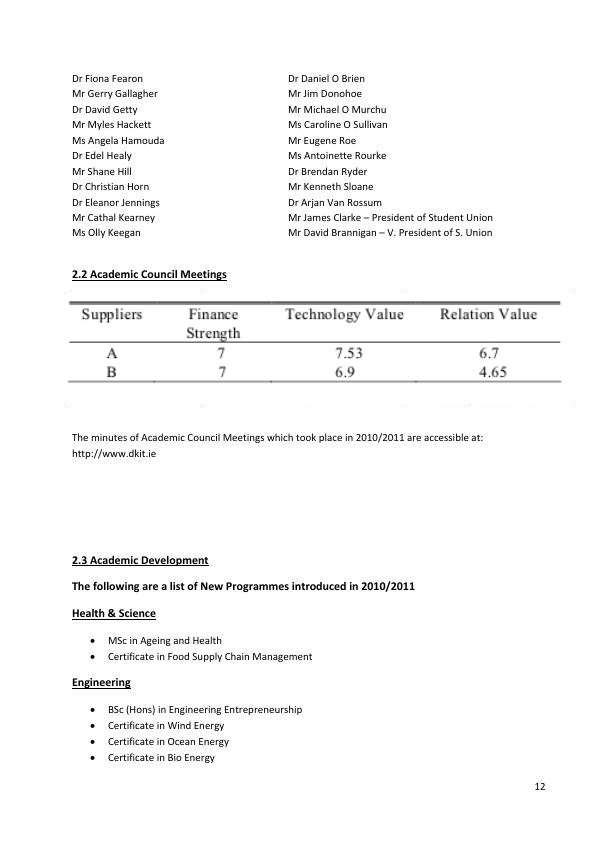 Dr Fiona Fearon Dr Daniel O Brien
Mr Gerry Gallagher Mr Jim Donohoe
Dr David Getty Mr Michael O Murchu
Mr Myles Hackett Ms Caroline O Sullivan
Ms Angela Hamouda Mr Eugene Roe
Dr Edel Healy Ms Antoinette Rourke
Mr Shane Hill Dr Brendan Ryder
Dr Christian Horn Mr Kenneth Sloane
Dr Eleanor Jennings Dr Arjan Van Rossum
Mr Cathal Kearney Mr James Clarke – President of Student Union
Ms Olly Keegan Mr David Brannigan – V. President of S. Union
2.2 Academic Council Meetings
Suppliers Finance Technology Value Relation Value
Strength
A 7 7.53 6.7
B 7 6.9 4.65
The minutes of Academic Council Meetings which took place in 2010/2011 are accessible at:
http://www.dkit.ie
2.3 Academic Development
The following are a list of New Programmes introduced in 2010/2011
Health & Science
• MSc in Ageing and Health
• Certificate in Food Supply Chain Management
Engineering
• BSc (Hons) in Engineering Entrepreneurship
• Certificate in Wind Energy
• Certificate in Ocean Energy
• Certificate in Bio Energy
12